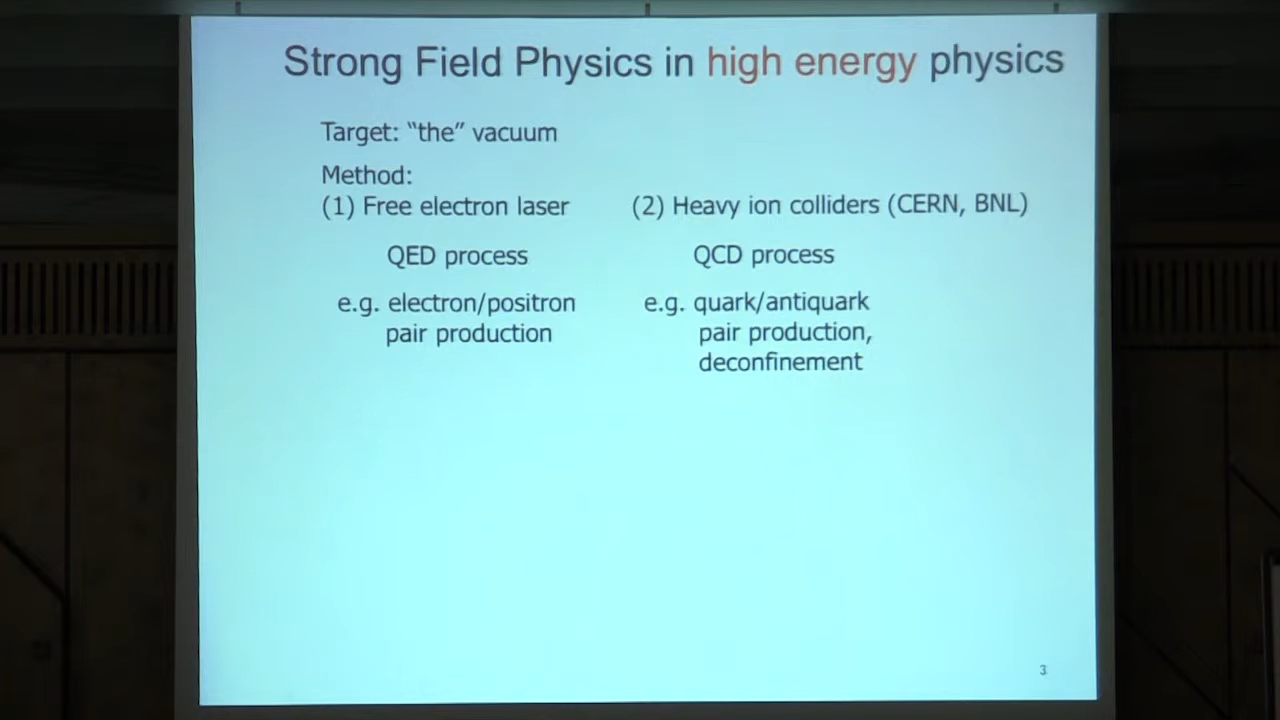 Strong Field Physics in high energy physics
Target: “the” vacuum
Method:
(1) Free electron laser
QED process
e.g. electron/positron
pair production
(2) Heavy ion colliders (CERN, BNL)
QCD process
e.g. quark/antiquark
pair production,
deconfinement
3